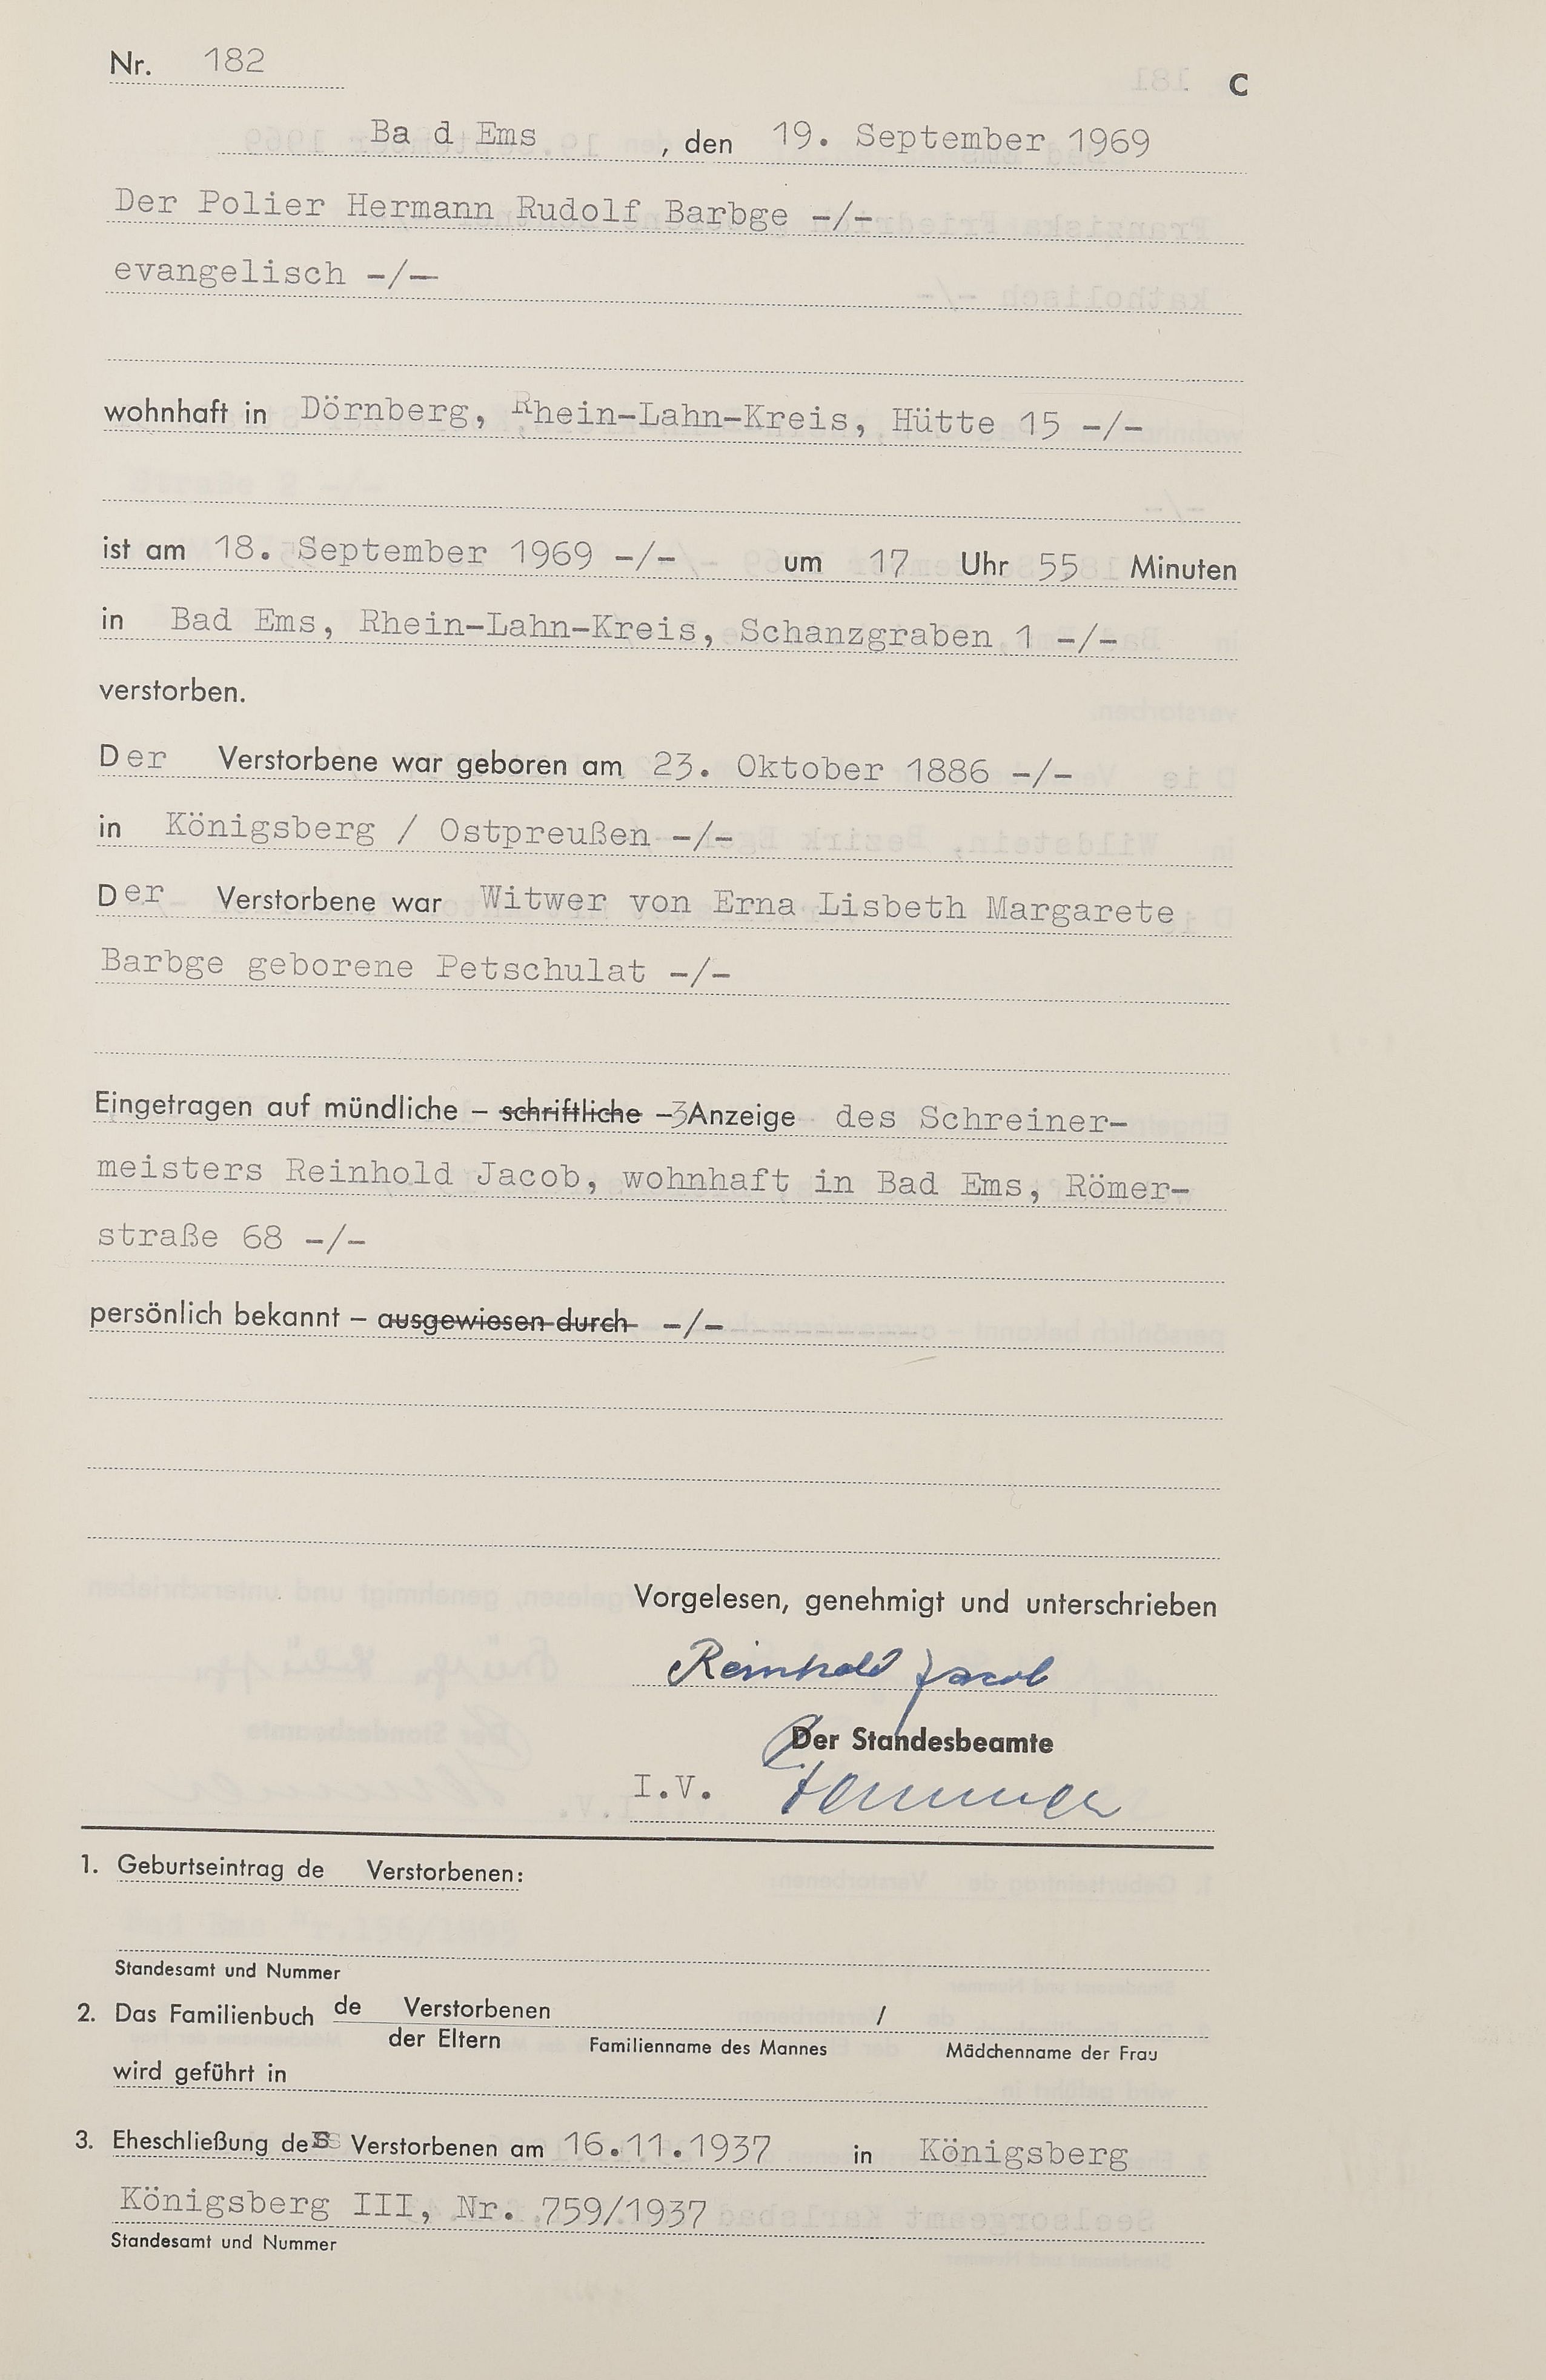 Nr. 182
C
Ba d Ems , den 19. September 1969
Der Polier Hermann Rudolf Barbge -/-
evangelisch -/-
wohnhaft in Dörnberg, Rhein-Lahn-Kreis, Hütte 15 -/-
ist am 18. September 1969 -/- um 17 Uhr 55 Minuten
in Bad Ems, Rhein-Lahn-Kreis, Schanzgraben 1 -/-
verstorben.
Der Verstorbene war geboren am 23. Oktober 1886 -/-
in Königsberg / Ostpreußen -/-
Der Verstorbene war Witwer von Erna Lisbeth Margarete
Barbge geborene Petschulat -/-
Eingetragen auf mündliche – schriftliche – Anzeige des Schreiner-
meisters Reinhold Jacob, wohnhaft in Bad Ems, Römer-
straße 68 -/-
persönlich bekannt – ausgewiesen durch -/-
Vorgelesen, genehmigt und unterschrieben
Reinhold Jacob
Der Standesbeamte
I.V.
1. Geburtseintrag de Verstorbenen:
Standesamt und Nummer
2. Das Familienbuch de Verstorbenen /
der Eltern Familienname des Mannes Mädchenname der Frau
wird geführt in
3. Eheschließung des Verstorbenen am 16.11.1937 in Königsberg
Königsberg III, Nr. 759/1937
Standesamt und Nummer